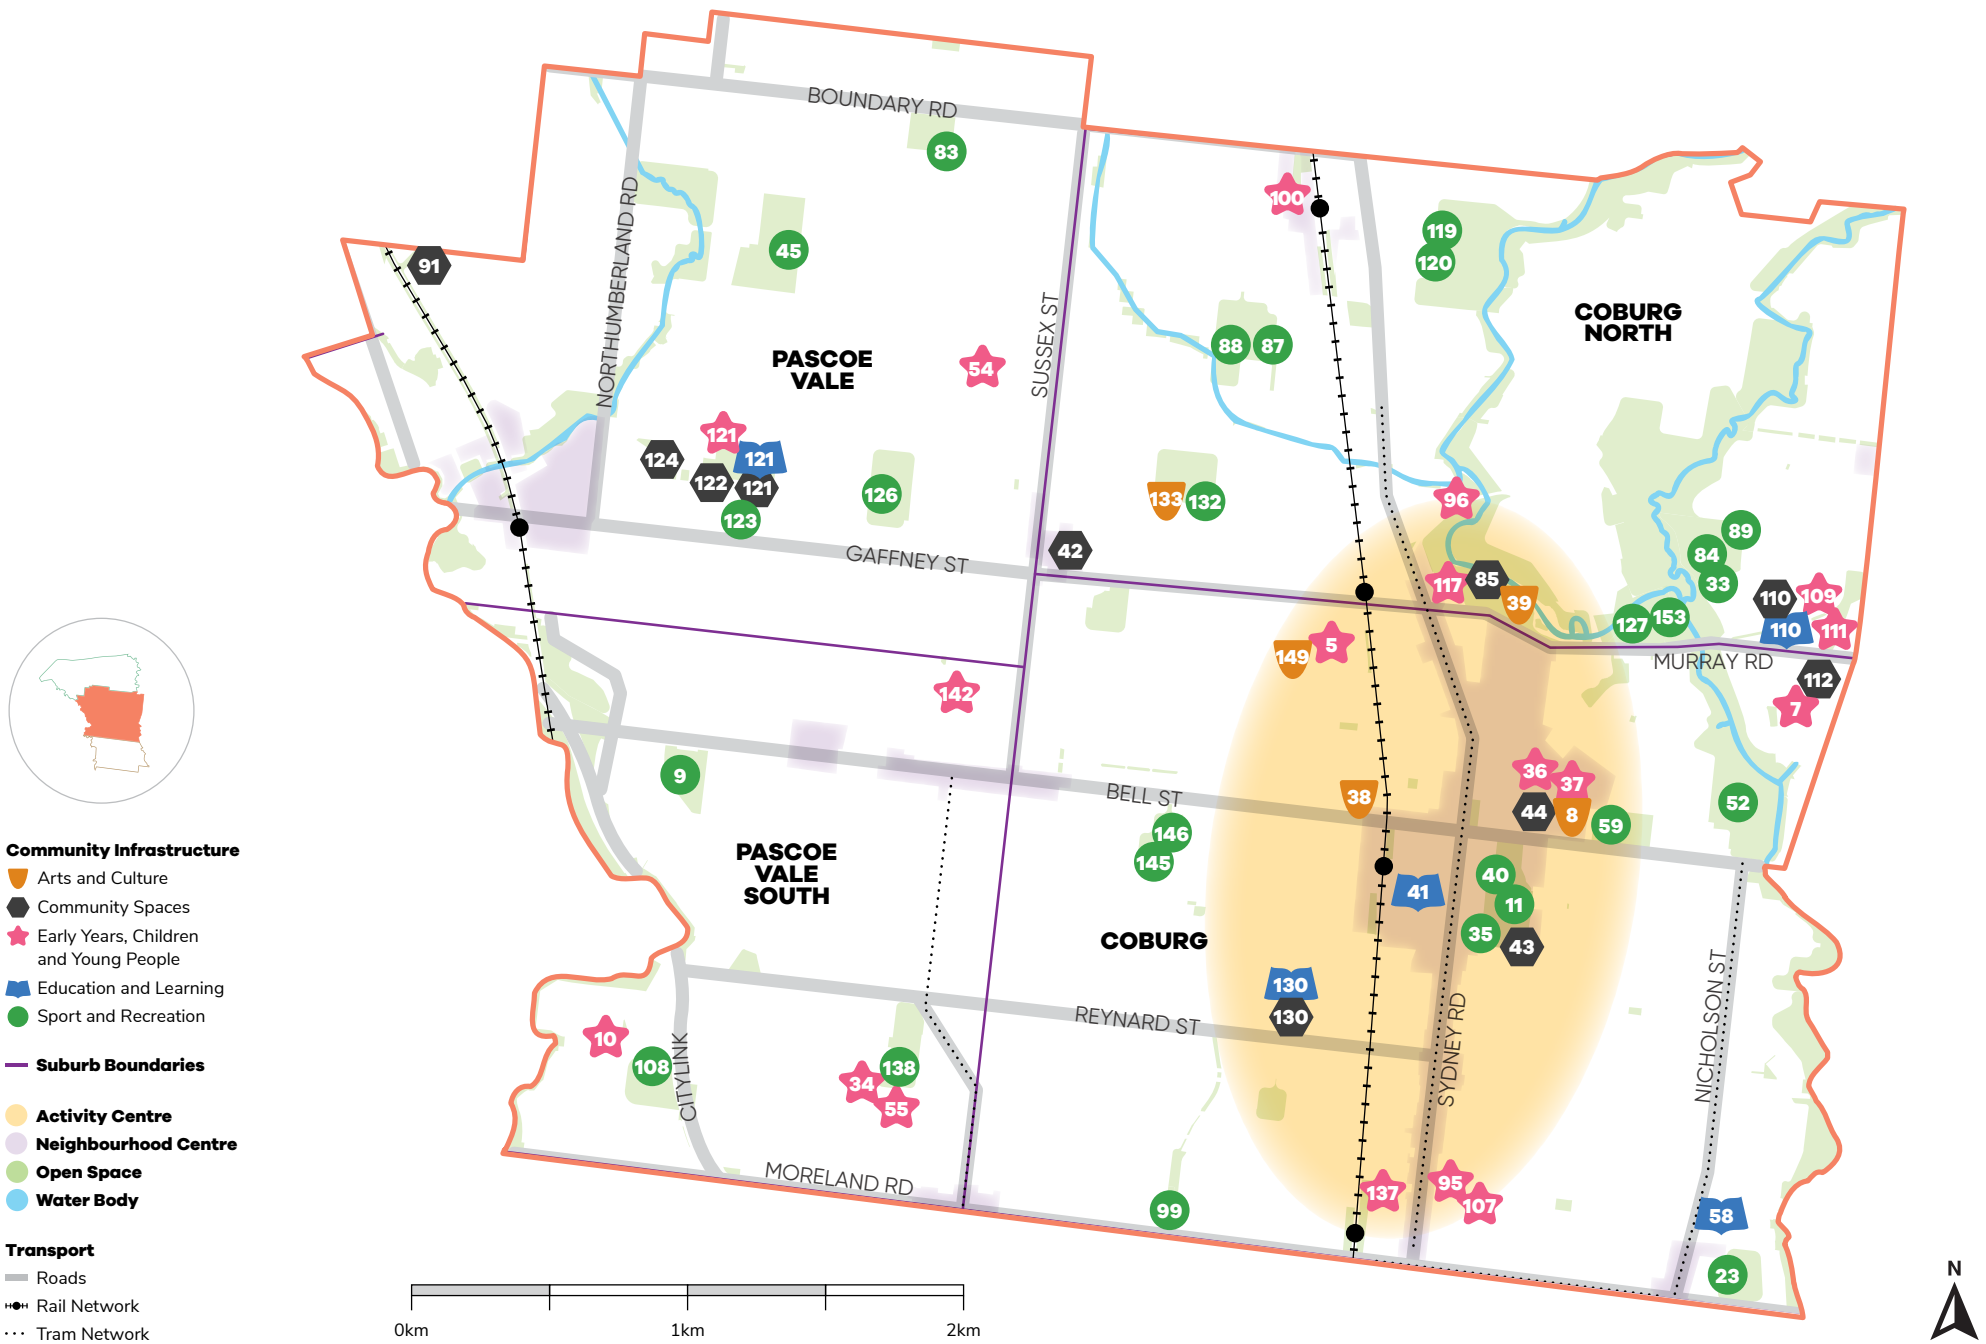 BOUNDARY RD
83
100
NORTHUMBERLAND RD
119
45
120
91
COBURG
NORTH
SUSSEX ST
88
87
PASCOE
VALE
54
121
124
121
122
121
126
123
133
132
96
89
42
84
GAFFNEY ST
117
85
33
39
110
109
127
153
110
111
5
149
MURRAY RD
112
142
7
9
36
37
38
BELL ST
44
8
59
52
146
145
PASCOE
VALE
SOUTH
40
41
11
35
43
COBURG
130
130
REYNARD ST
SYDNEY RD
NICHOLSON ST
10
108
CITYLINK
138
34
55
MORELAND RD
137
95
107
99
58
23
Community Infrastructure
Arts and Culture
Community Spaces
Early Years, Children
and Young People
Education and Learning
Sport and Recreation
Suburb Boundaries
Activity Centre
Neighbourhood Centre
Open Space
Water Body
Transport
Roads
Rail Network
Tram Network
0km
1km
2km
N